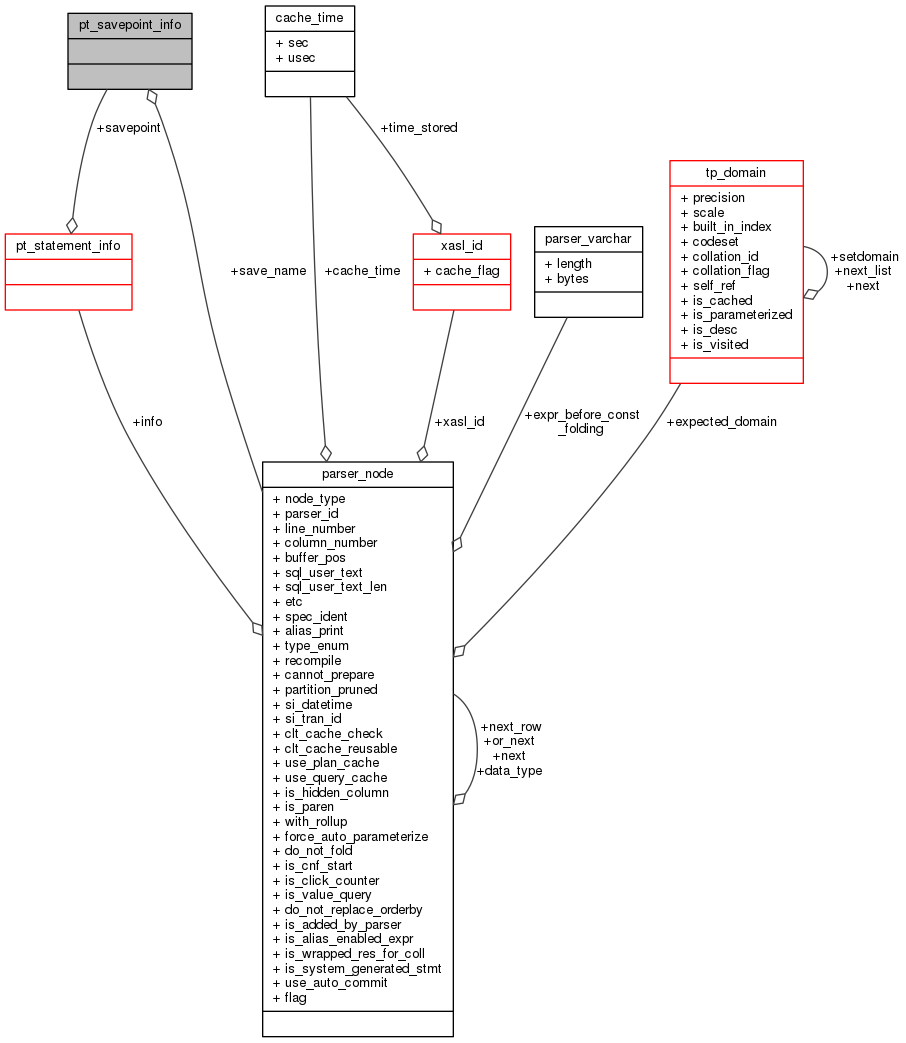 pt_savepoint_info
cache_time
+ sec
+ usec
+savepoint
+time_stored
tp_domain
+ precision
+ scale
+ built_in_index
+ codeset
+ collation_id
+ collation_flag
+ self_ref
+ is_cached
+ is_parameterized
+ is_desc
+ is_visited
+setdomain
+next_list
+next
pt_statement_info
xasl_id
+ cache_flag
parser_varchar
+ length
+ bytes
+save_name
+cache_time
+info
+xasl_id
+expr_before_const
_folding
+expected_domain
parser_node
+ node_type
+ parser_id
+ line_number
+ column_number
+ buffer_pos
+ sql_user_text
+ sql_user_text_len
+ etc
+ spec_ident
+ alias_print
+ type_enum
+ recompile
+ cannot_prepare
+ partition_pruned
+ si_datetime
+ si_tran_id
+ clt_cache_check
+ clt_cache_reusable
+ use_plan_cache
+ use_query_cache
+ is_hidden_column
+ is_paren
+ with_rollup
+ force_auto_parameterize
+ do_not_fold
+ is_cnf_start
+ is_click_counter
+ is_value_query
+ do_not_replace_orderby
+ is_added_by_parser
+ is_alias_enabled_expr
+ is_wrapped_res_for_coll
+ is_system_generated_stmt
+ use_auto_commit
+ flag
+next_row
+or_next
+next
+data_type